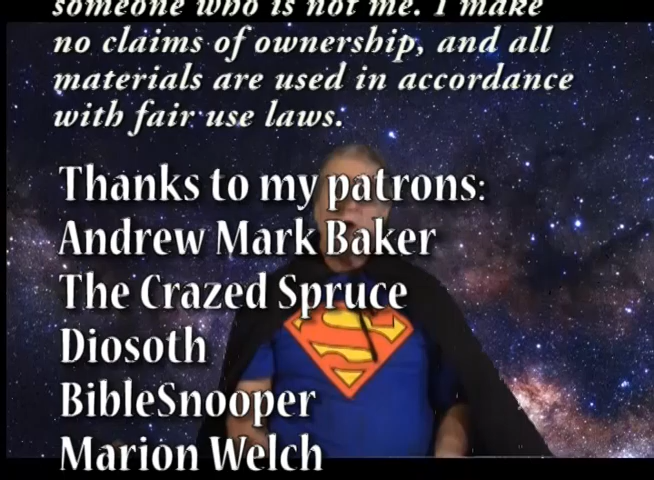 someone who is not me. I make
no claims of ownership, and all
materials are used in accordance
with fair use laws.
Thanks to my patrons:
Andrew Mark Baker
The Crazed Spruce
Diosoth
BibleSnooper
Marion Welch